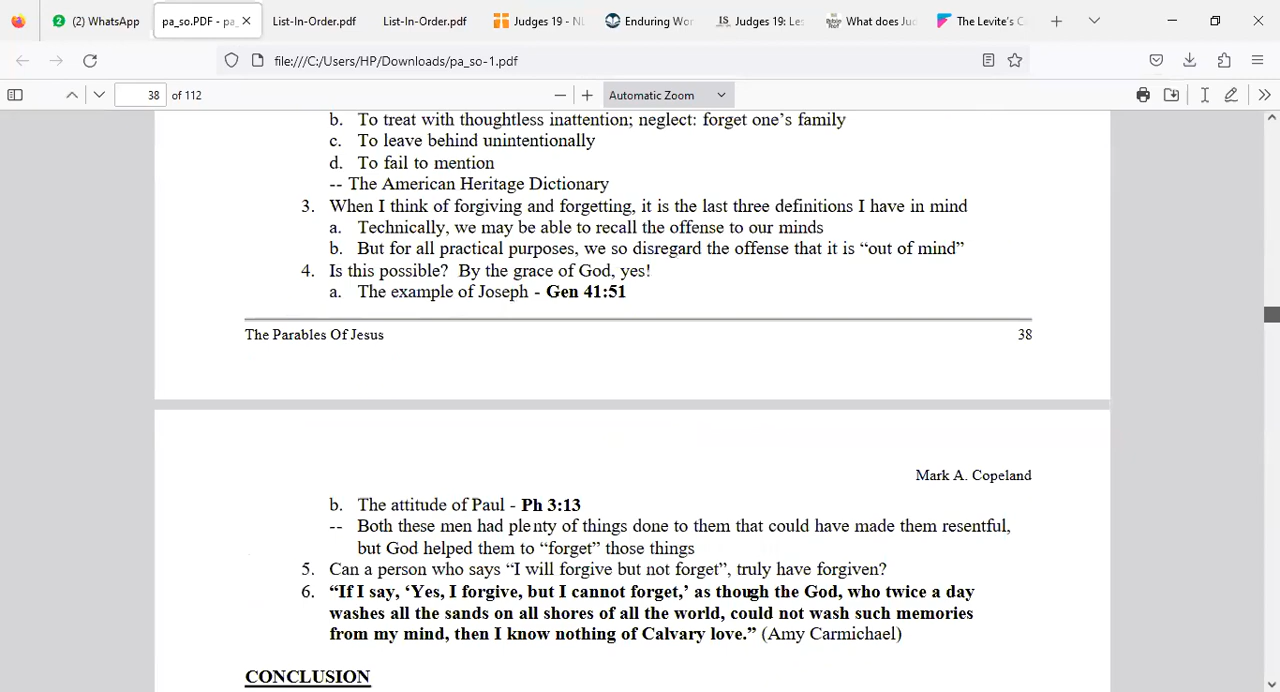 (2) WhatsApp
pa_so.PDF - pa_
List-In-Order.pdf
List-In-Order.pdf
Judges 19 - NL
Enduring Wor
Judges 19: Les
What does Jud
The Levite's C
file:///C:/Users/HP/Downloads/pa_so-1.pdf
38 of 112
Automatic Zoom
b. To treat with thoughtless inattention; neglect: forget one's family
c. To leave behind unintentionally
d. To fail to mention
-- The American Heritage Dictionary
3. When I think of forgiving and forgetting, it is the last three definitions I have in mind
a. Technically, we may be able to recall the offense to our minds
b. But for all practical purposes, we so disregard the offense that it is “out of mind”
4. Is this possible? By the grace of God, yes!
a. The example of Joseph - Gen 41:51
The Parables Of Jesus 38
Mark A. Copeland
b. The attitude of Paul - Ph 3:13
-- Both these men had plenty of things done to them that could have made them resentful,
but God helped them to “forget” those things
5. Can a person who says “I will forgive but not forget”, truly have forgiven?
6. “If I say, ‘Yes, I forgive, but I cannot forget,’ as though the God, who twice a day
washes all the sands on all shores of all the world, could not wash such memories
from my mind, then I know nothing of Calvary love.” (Amy Carmichael)
CONCLUSION